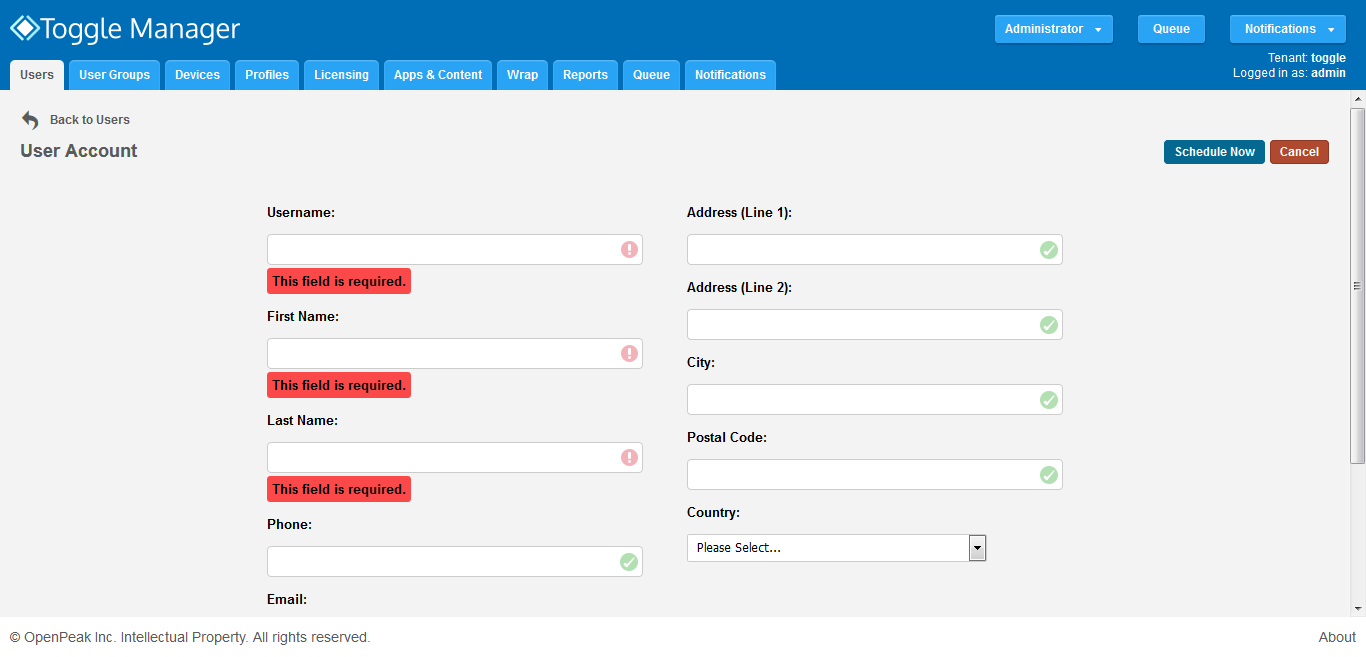 Toggle Manager
Administrator
Queue
Notifications
Tenant: toggle
Logged in as: admin
Users
User Groups
Devices
Profiles
Licensing
Apps & Content
Wrap
Reports
Queue
Notifications
Back to Users
User Account
Schedule Now
Cancel
Username:
This field is required.
First Name:
This field is required.
Last Name:
This field is required.
Phone:
Email:
Address (Line 1):
Address (Line 2):
City:
Postal Code:
Country:
Please Select...
© OpenPeak Inc. Intellectual Property. All rights reserved.
About